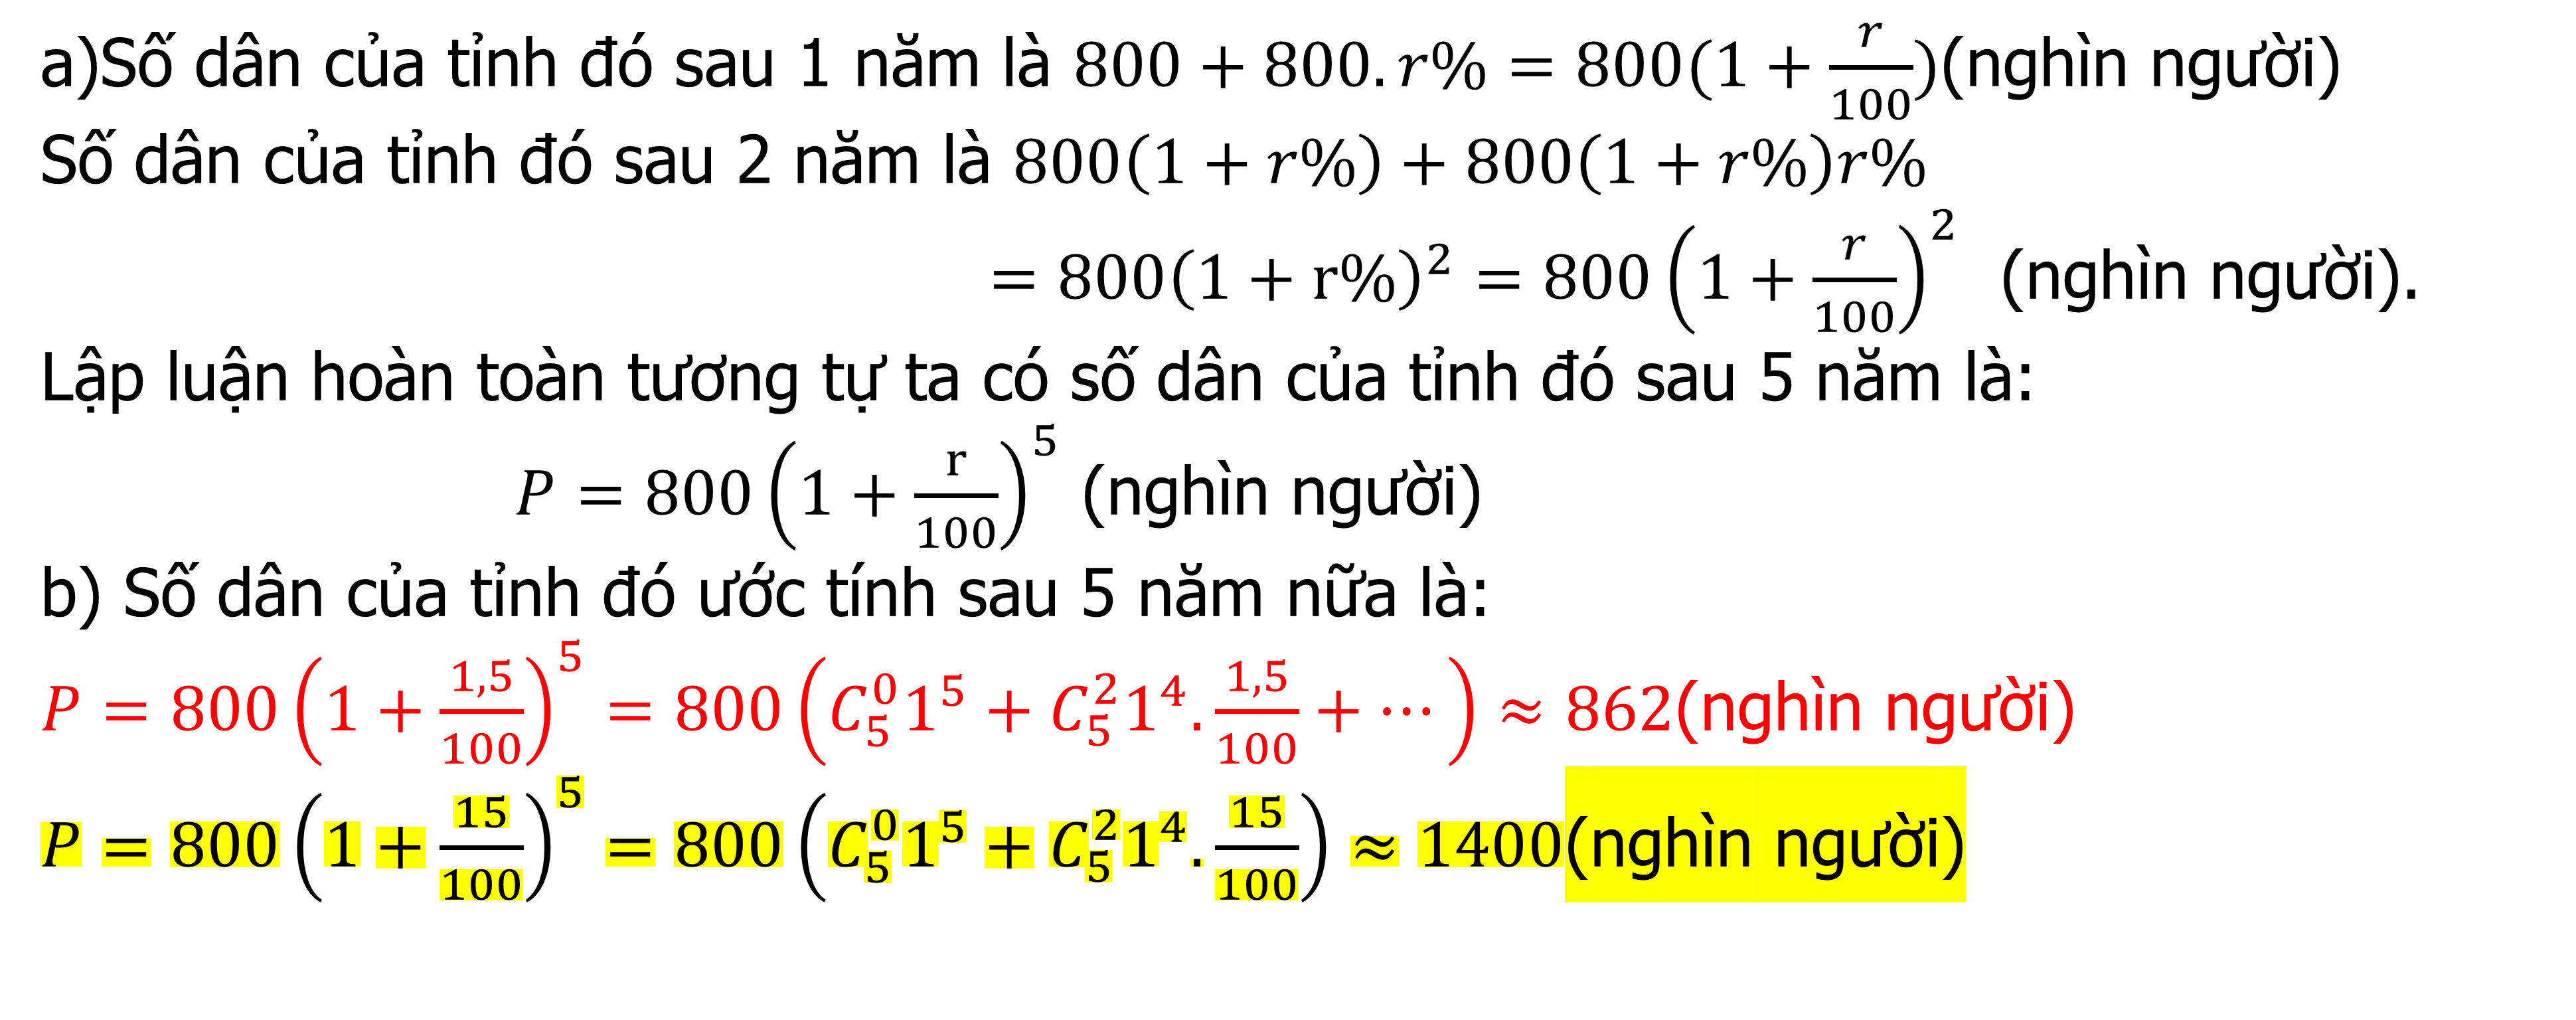 a)Số dân của tỉnh đó sau 1 năm là 800 + 800. r% = 800(1 + r/100)(nghìn người)
Số dân của tỉnh đó sau 2 năm là 800(1 + r%) + 800(1 + r%)r%
= 800(1 + r%)² = 800(1 + r/100)² (nghìn người).
Lập luận hoàn toàn tương tự ta có số dân của tỉnh đó sau 5 năm là:
P = 800(1 + r/100)⁵ (nghìn người)
b) Số dân của tỉnh đó ước tính sau 5 năm nữa là:
P = 800(1 + 1,5/100)⁵ = 800(C₅⁰1⁵ + C₅²1⁴. 1,5/100 + ⋯) ≈ 862(nghìn người)
P = 800(1 + 15/100)⁵ = 800(C₅⁰1⁵ + C₅²1⁴. 15/100) ≈ 1400(nghìn người)